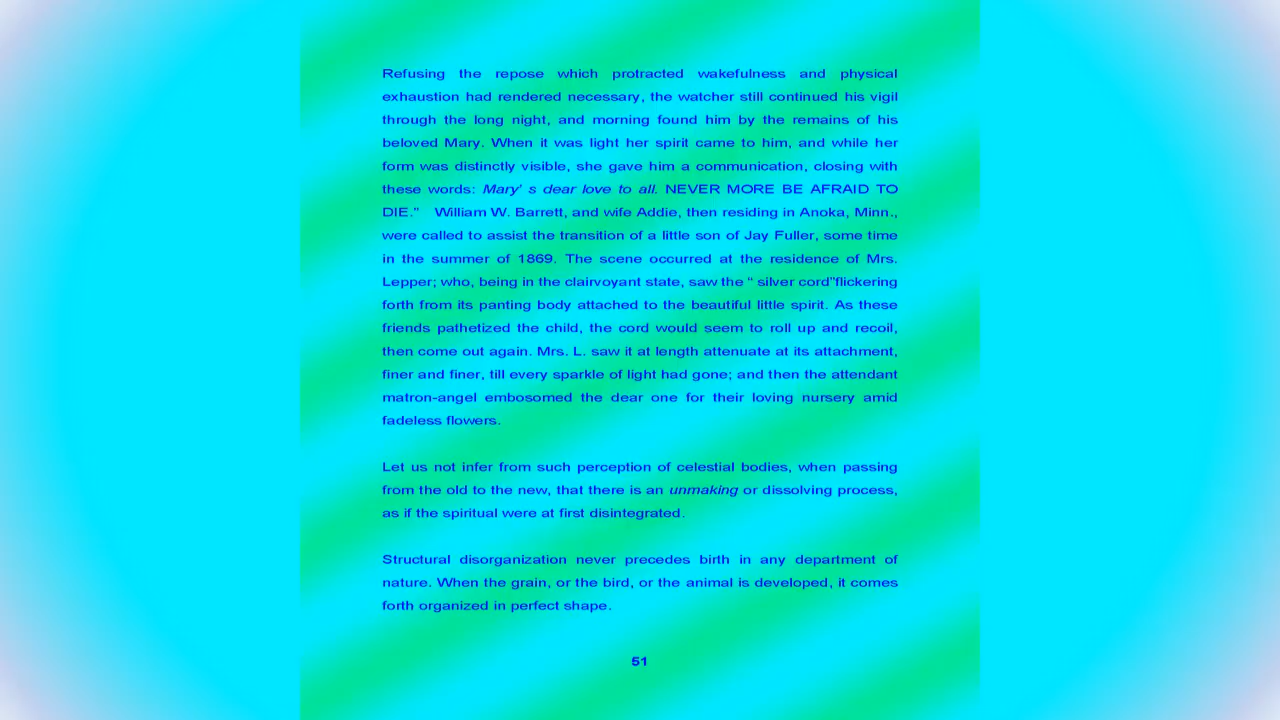 Refusing the repose which protracted wakefulness and physical
exhaustion had rendered necessary, the watcher still continued his vigil
through the long night, and morning found him by the remains of his
beloved Mary. When it was light her spirit came to him, and while her
form was distinctly visible, she gave him a communication, closing with
these words: Mary' s dear love to all. NEVER MORE BE AFRAID TO
DIE." William W. Barrett, and wife Addie, then residing in Anoka, Minn.,
were called to assist the transition of a little son of Jay Fuller, some time
in the summer of 1869. The scene occurred at the residence of Mrs.
Lepper; who, being in the clairvoyant state, saw the “ silver cord”flickering
forth from its panting body attached to the beautiful little spirit. As these
friends pathetized the child, the cord would seem to roll up and recoil,
then come out again. Mrs. L. saw it at length attenuate at its attachment,
finer and finer, till every sparkle of light had gone; and then the attendant
matron-angel embosomed the dear one for their loving nursery amid
fadeless flowers.
Let us not infer from such perception of celestial bodies, when passing
from the old to the new, that there is an unmaking or dissolving process,
as if the spiritual were at first disintegrated.
Structural disorganization never precedes birth in any department of
nature. When the grain, or the bird, or the animal is developed, it comes
forth organized in perfect shape.
51